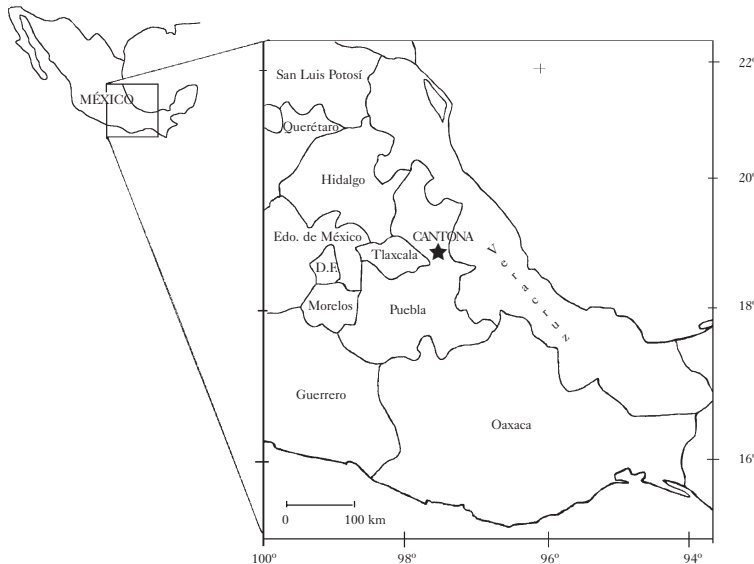 MÉXICO
San Luis Potosí
Querétaro
Hidalgo
Edo. de México
CANTONA
Tlaxcala
D.F.
Morelos
Puebla
Veracruz
Guerrero
Oaxaca
0 100 km
22º
20º
18º
16º
100º 98º 96º 94º